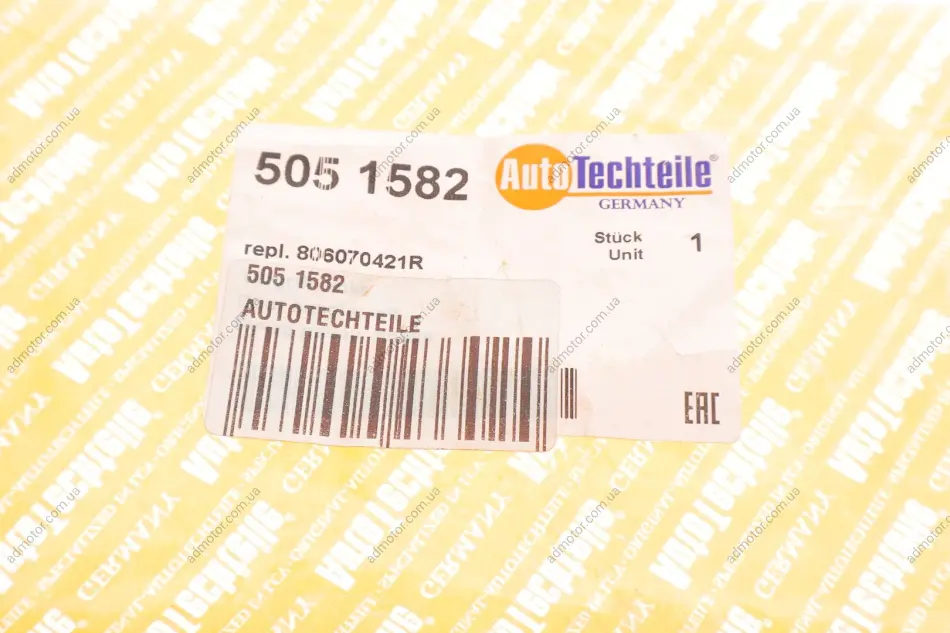 505 1582
AutoTechteile®
GERMANY
Stück
Unit
1
repl. 806070421R
505 1582
AUTOTECHTEILE
EAC
admotor.com.ua